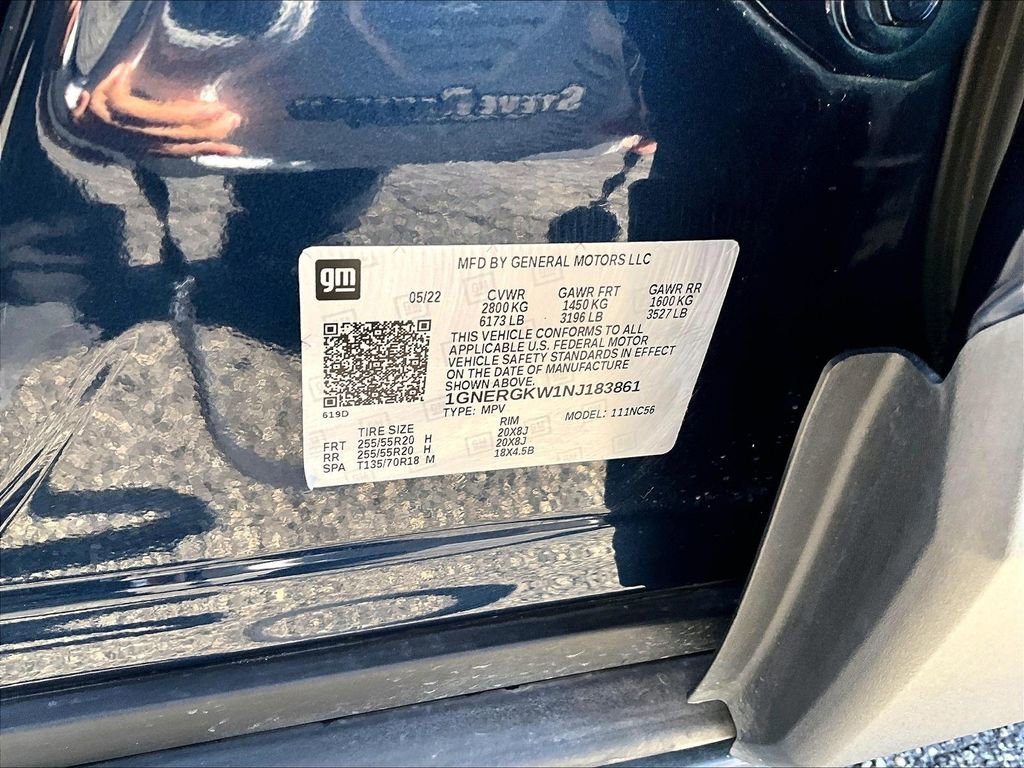 gm
MFD BY GENERAL MOTORS LLC
05/22 CVWR GAWR FRT GAWR RR
2800 KG 1450 KG 1600 KG
6173 LB 3196 LB 3527 LB
THIS VEHICLE CONFORMS TO ALL
APPLICABLE U.S. FEDERAL MOTOR
VEHICLE SAFETY STANDARDS IN EFFECT
ON THE DATE OF MANUFACTURE
SHOWN ABOVE.
1GNERGKW1NJ183861
619D
TYPE: MPV MODEL: 111NC56
TIRE SIZE RIM
FRT 255/55R20 H 20X8J
RR 255/55R20 H 20X8J
SPA T135/70R18 M 18X4.5B